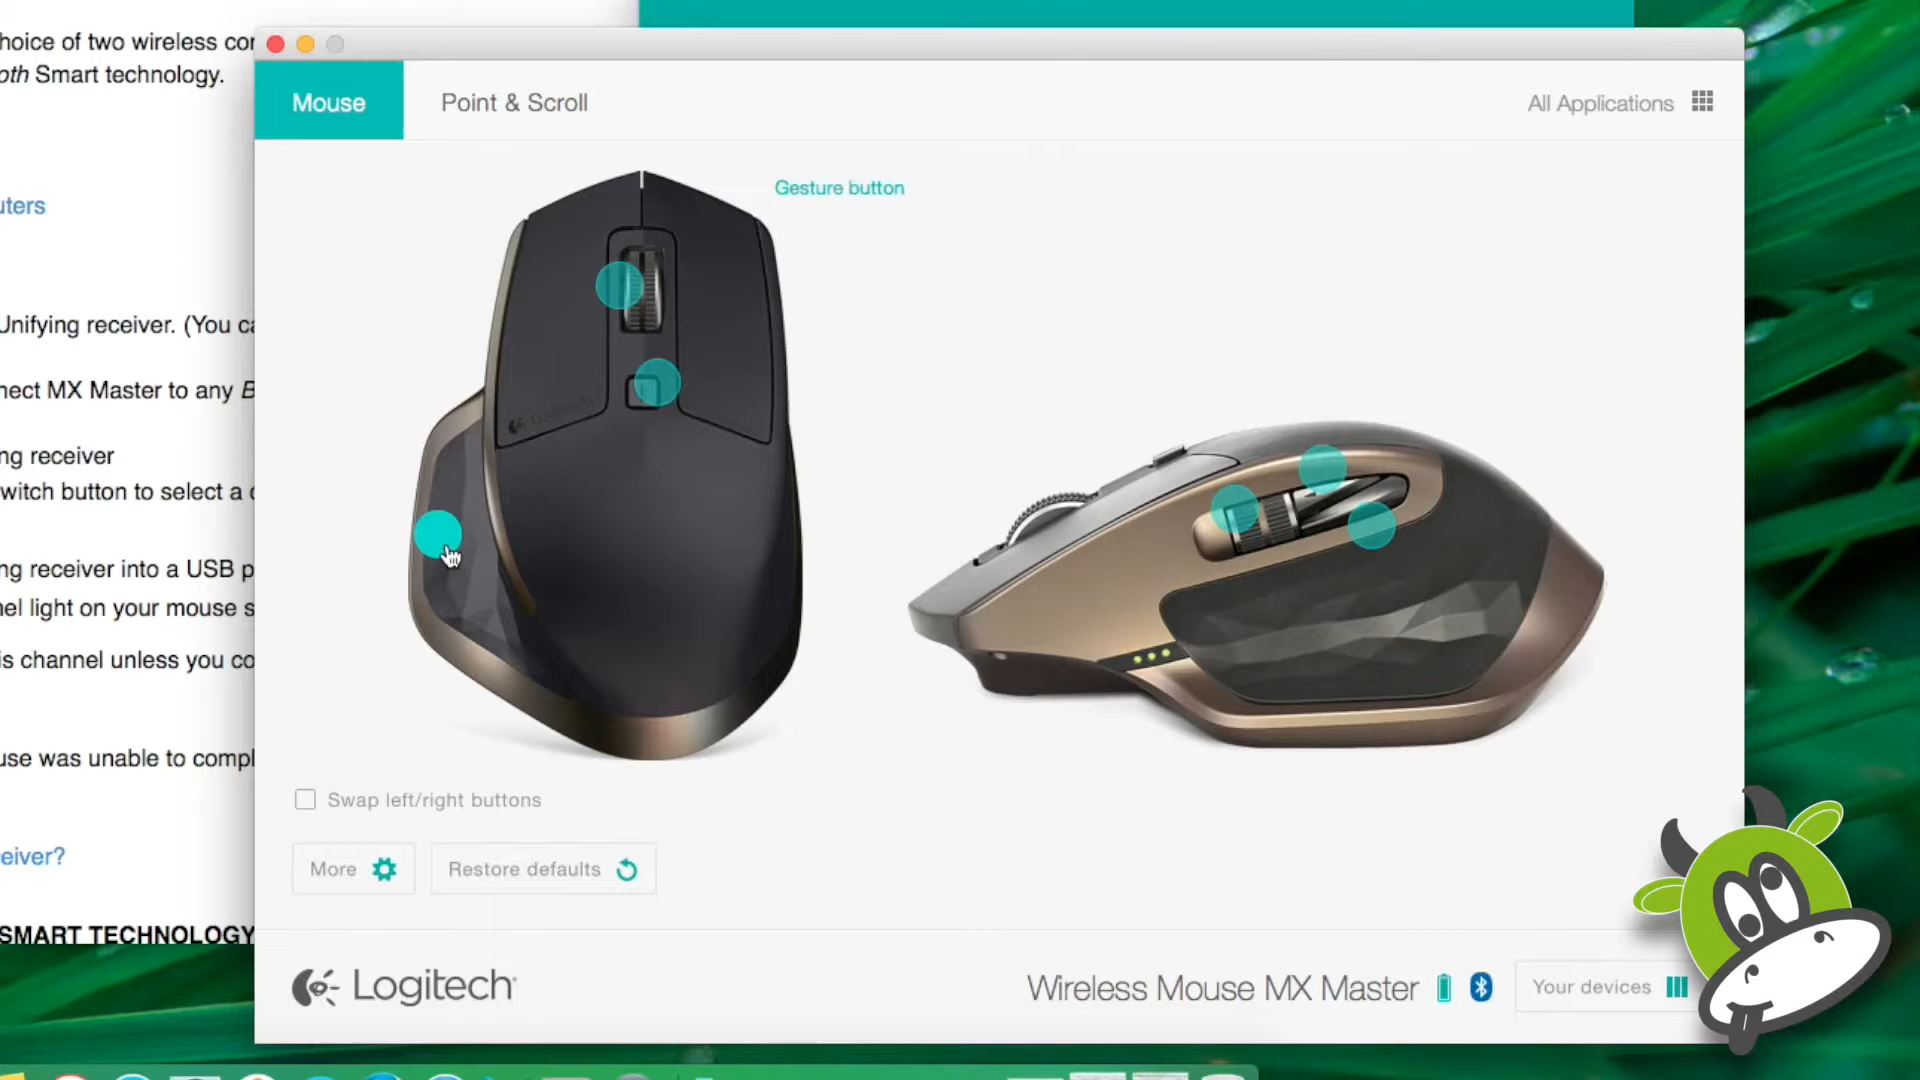 hoice of two wireless cor
oth Smart technology.
uters
Unifying receiver. (You ca
nect MX Master to any B
ng receiver
witch button to select a c
ng receiver into a USB p
nel light on your mouse s
is channel unless you co
use was unable to compl
eiver?
SMART TECHNOLOGY
Mouse
Point & Scroll
All Applications
Gesture button
Swap left/right buttons
More
Restore defaults
Logitech
Wireless Mouse MX Master
Your devices